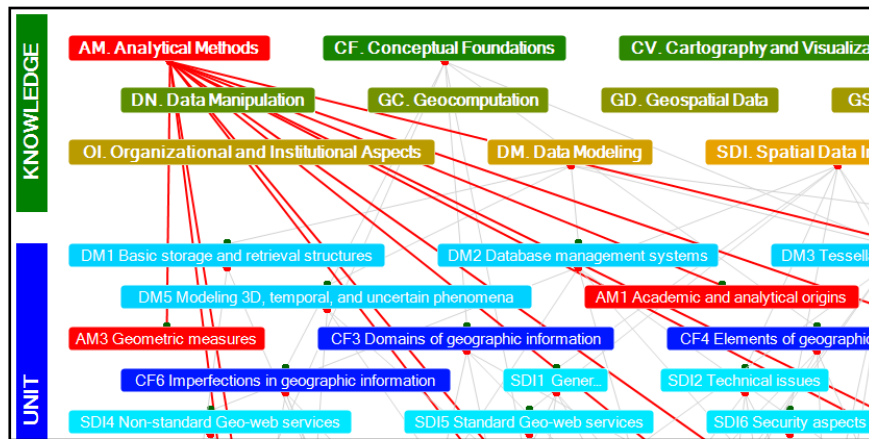 KNOWLEDGE
AM. Analytical Methods
CF. Conceptual Foundations
CV. Cartography and Visualiza
DN. Data Manipulation
GC. Geocomputation
GD. Geospatial Data
GS
OI. Organizational and Institutional Aspects
DM. Data Modeling
SDI. Spatial Data In
UNIT
DM1 Basic storage and retrieval structures
DM2 Database management systems
DM3 Tessella
DM5 Modeling 3D, temporal, and uncertain phenomena
AM1 Academic and analytical origins
AM3 Geometric measures
CF3 Domains of geographic information
CF4 Elements of geographic
CF6 Imperfections in geographic information
SDI1 Gener...
SDI2 Technical issues
SDI4 Non-standard Geo-web services
SDI5 Standard Geo-web services
SDI6 Security aspects